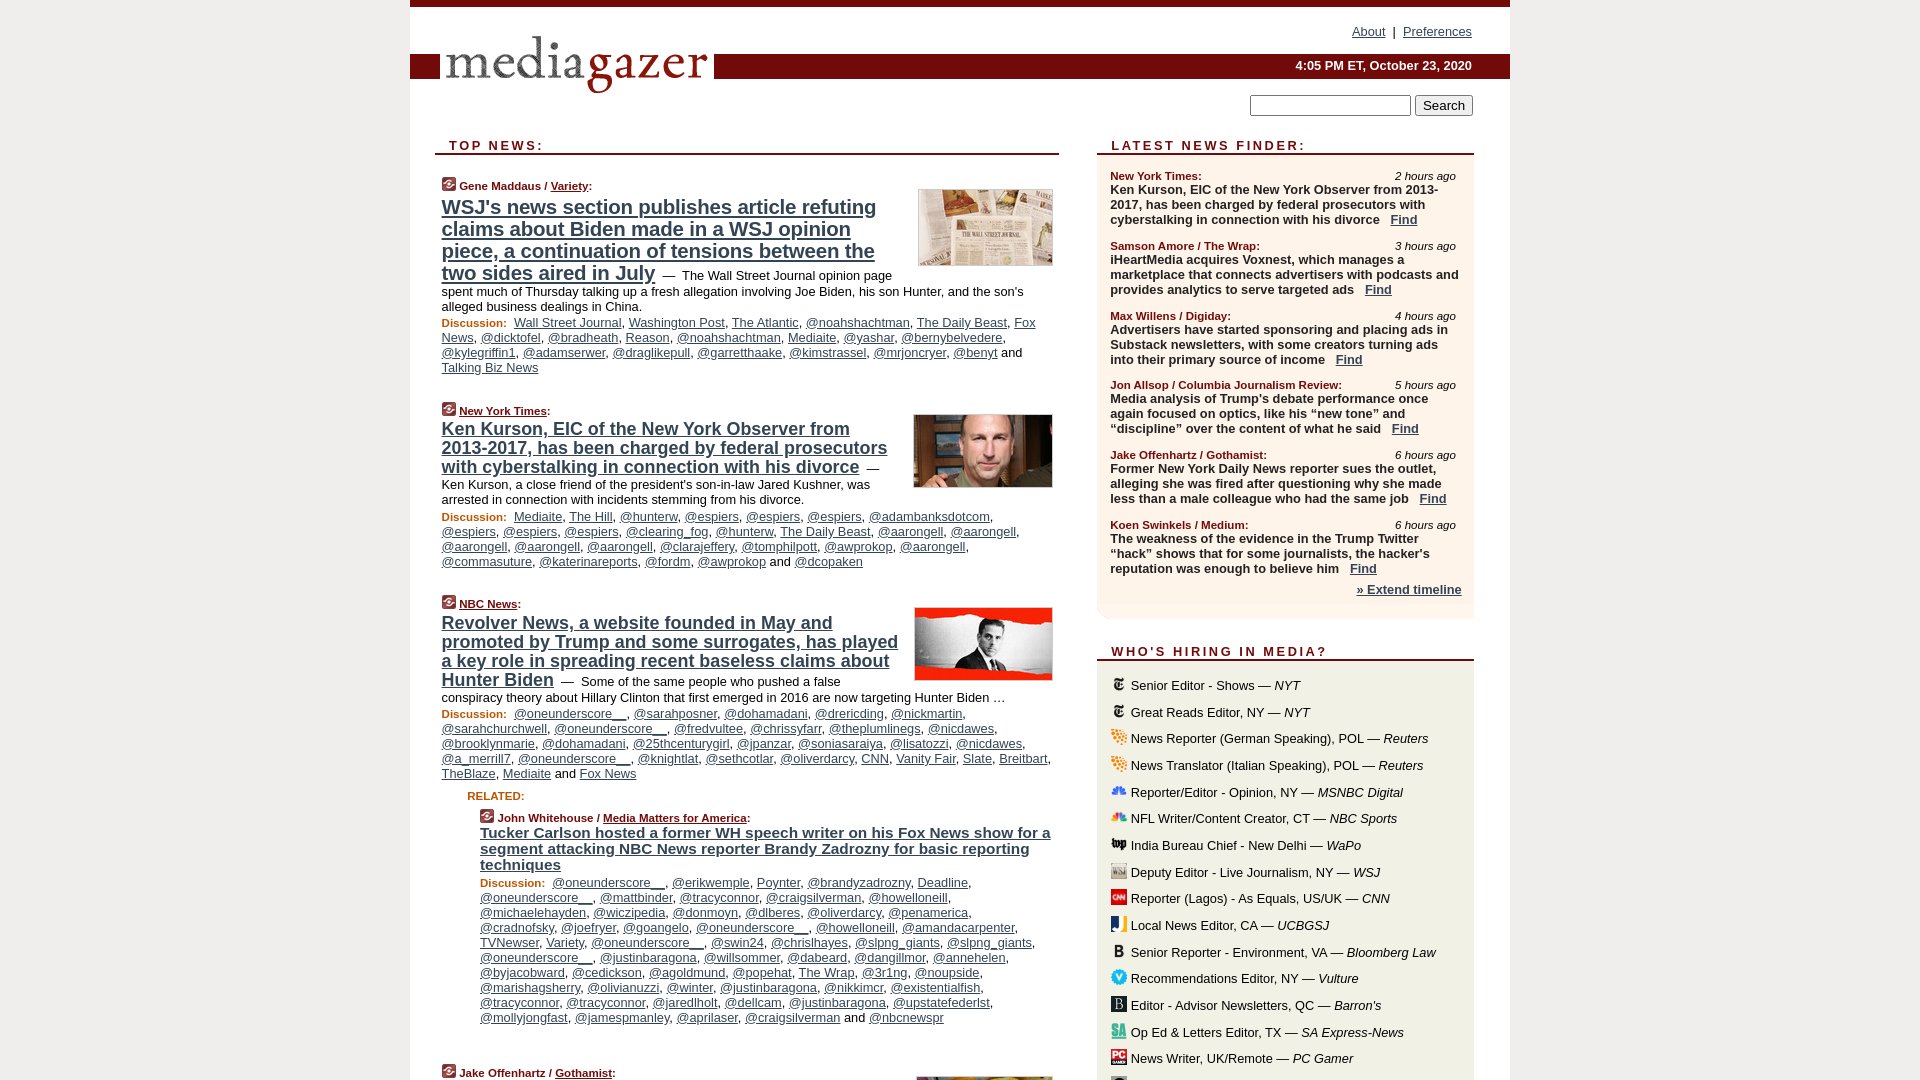 About | Preferences
mediagazer
4:05 PM ET, October 23, 2020
Search
TOP NEWS:
Gene Maddaus / Variety:
WSJ's news section publishes article refuting
claims about Biden made in a WSJ opinion
piece, a continuation of tensions between the
two sides aired in July — The Wall Street Journal opinion page
spent much of Thursday talking up a fresh allegation involving Joe Biden, his son Hunter, and the son's
alleged business dealings in China.
Discussion: Wall Street Journal, Washington Post, The Atlantic, @noahshachtman, The Daily Beast, Fox
News, @dicktofel, @bradheath, Reason, @noahshachtman, Mediaite, @yashar, @bernybelvedere,
@kylegriffin1, @adamserwer, @draglikepull, @garretthaake, @kimstrassel, @mrjoncryer, @benyt and
Talking Biz News
New York Times:
Ken Kurson, EIC of the New York Observer from
2013-2017, has been charged by federal prosecutors
with cyberstalking in connection with his divorce —
Ken Kurson, a close friend of the president's son-in-law Jared Kushner, was
arrested in connection with incidents stemming from his divorce.
Discussion: Mediaite, The Hill, @hunterw, @espiers, @espiers, @espiers, @adambanksdotcom,
@espiers, @espiers, @espiers, @clearing_fog, @hunterw, The Daily Beast, @aarongell, @aarongell,
@aarongell, @aarongell, @aarongell, @clarajeffery, @tomphilpott, @awprokop, @aarongell,
@commasuture, @katerinareports, @fordm, @awprokop and @dcopaken
NBC News:
Revolver News, a website founded in May and
promoted by Trump and some surrogates, has played
a key role in spreading recent baseless claims about
Hunter Biden — Some of the same people who pushed a false
conspiracy theory about Hillary Clinton that first emerged in 2016 are now targeting Hunter Biden …
Discussion: @oneunderscore__, @sarahposner, @dohamadani, @drericding, @nickmartin,
@sarahchurchwell, @oneunderscore__, @fredvultee, @chrissyfarr, @theplumlinegs, @nicdawes,
@brooklynmarie, @dohamadani, @25thcenturygirl, @jpanzar, @soniasaraiya, @lisatozzi, @nicdawes,
@a_merrill7, @oneunderscore__, @knightlat, @sethcotlar, @oliverdarcy, CNN, Vanity Fair, Slate, Breitbart,
TheBlaze, Mediaite and Fox News
RELATED:
John Whitehouse / Media Matters for America:
Tucker Carlson hosted a former WH speech writer on his Fox News show for a
segment attacking NBC News reporter Brandy Zadrozny for basic reporting
techniques
Discussion: @oneunderscore__, @erikwemple, Poynter, @brandyzadrozny, Deadline,
@oneunderscore__, @mattbinder, @tracyconnor, @craigsilverman, @howelloneill,
@michaelehayden, @wiczipedia, @donmoyn, @dlberes, @oliverdarcy, @penamerica,
@cradnofsky, @joefryer, @goangelo, @oneunderscore__, @howelloneill, @amandacarpenter,
TVNewser, Variety, @oneunderscore__, @swin24, @chrislhayes, @slpng_giants, @slpng_giants,
@oneunderscore__, @justinbaragona, @willsommer, @dabeard, @dangillmor, @annehelen,
@byjacobward, @cedickson, @agoldmund, @popehat, The Wrap, @3r1ng, @noupside,
@marishagsherry, @olivianuzzi, @winter, @justinbaragona, @nikkimcr, @existentialfish,
@tracyconnor, @tracyconnor, @jaredlholt, @dellcam, @justinbaragona, @upstatefederlst,
@mollyjongfast, @jamespmanley, @aprilaser, @craigsilverman and @nbcnewspr
Jake Offenhartz / Gothamist:
LATEST NEWS FINDER:
New York Times: 2 hours ago
Ken Kurson, EIC of the New York Observer from 2013-
2017, has been charged by federal prosecutors with
cyberstalking in connection with his divorce Find
Samson Amore / The Wrap: 3 hours ago
iHeartMedia acquires Voxnest, which manages a
marketplace that connects advertisers with podcasts and
provides analytics to serve targeted ads Find
Max Willens / Digiday: 4 hours ago
Advertisers have started sponsoring and placing ads in
Substack newsletters, with some creators turning ads
into their primary source of income Find
Jon Allsop / Columbia Journalism Review: 5 hours ago
Media analysis of Trump's debate performance once
again focused on optics, like his “new tone” and
“discipline” over the content of what he said Find
Jake Offenhartz / Gothamist: 6 hours ago
Former New York Daily News reporter sues the outlet,
alleging she was fired after questioning why she made
less than a male colleague who had the same job Find
Koen Swinkels / Medium: 6 hours ago
The weakness of the evidence in the Trump Twitter
“hack” shows that for some journalists, the hacker's
reputation was enough to believe him Find
» Extend timeline
WHO'S HIRING IN MEDIA?
Senior Editor - Shows — NYT
Great Reads Editor, NY — NYT
News Reporter (German Speaking), POL — Reuters
News Translator (Italian Speaking), POL — Reuters
Reporter/Editor - Opinion, NY — MSNBC Digital
NFL Writer/Content Creator, CT — NBC Sports
India Bureau Chief - New Delhi — WaPo
Deputy Editor - Live Journalism, NY — WSJ
Reporter (Lagos) - As Equals, US/UK — CNN
Local News Editor, CA — UCBGSJ
Senior Reporter - Environment, VA — Bloomberg Law
Recommendations Editor, NY — Vulture
Editor - Advisor Newsletters, QC — Barron's
Op Ed & Letters Editor, TX — SA Express-News
News Writer, UK/Remote — PC Gamer